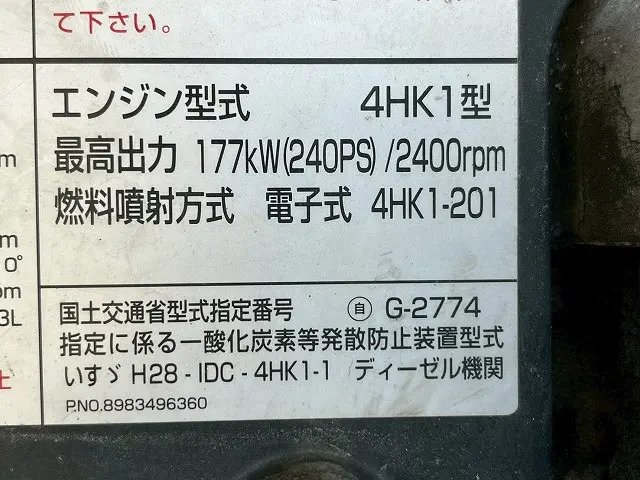 て下さい。
エンジン型式 4HK1型
最高出力 177kW(240PS)/2400rpm
燃料噴射方式 電子式 4HK1-201
m
m
0°
om
3L
国土交通省型式指定番号 ㊜ G-2774
指定に係る一酸化炭素等発散防止装置型式
いすゞ H28-IDC-4HK1-1 ディーゼル機関
P.NO.8983496360